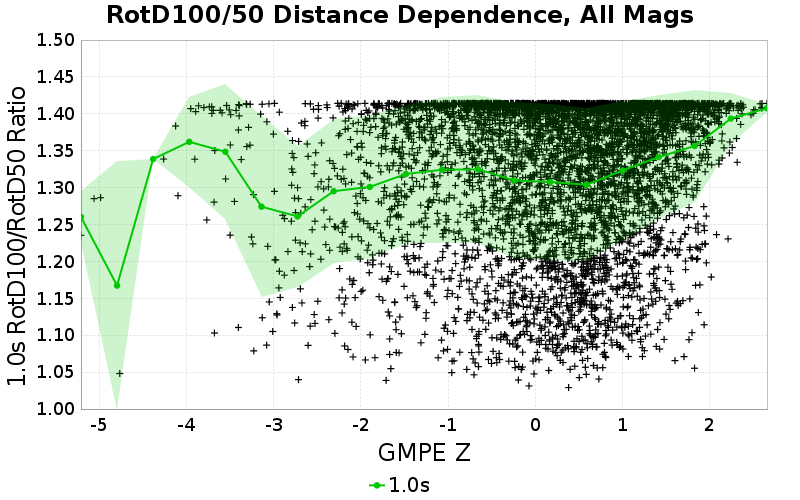 RotD100/50 Distance Dependence, All Mags
1.0s RotD100/RotD50 Ratio
1.50
1.45
1.40
1.35
1.30
1.25
1.20
1.15
1.10
1.05
1.00
-5 -4 -3 -2 -1 0 1 2
GMPE Z
1.0s